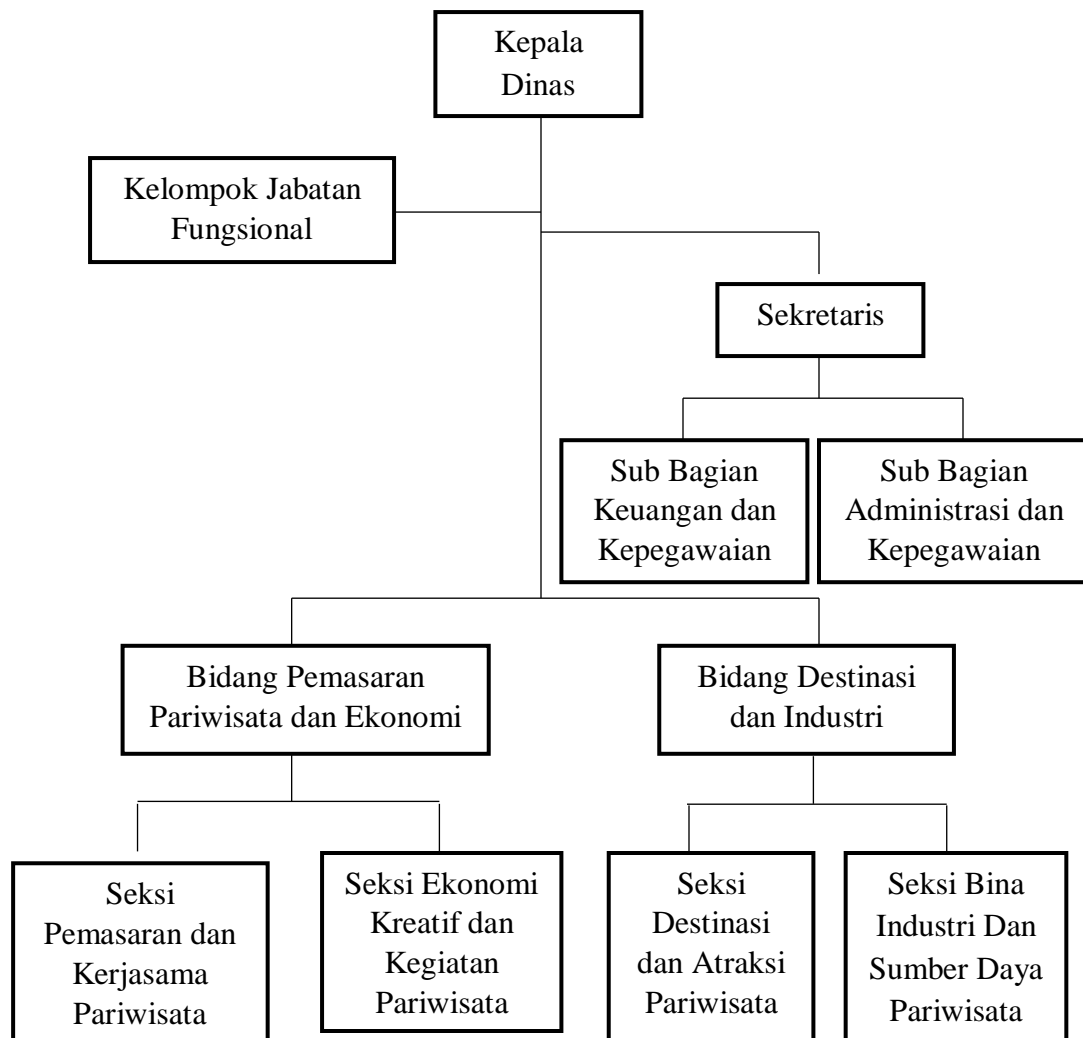 Kepala
Dinas
Kelompok Jabatan
Fungsional
Sekretaris
Sub Bagian
Keuangan dan
Kepegawaian
Sub Bagian
Administrasi dan
Kepegawaian
Bidang Pemasaran
Pariwisata dan Ekonomi
Bidang Destinasi
dan Industri
Seksi
Pemasaran dan
Kerjasama
Pariwisata
Seksi Ekonomi
Kreatif dan
Kegiatan
Pariwisata
Seksi
Destinasi
dan Atraksi
Pariwisata
Seksi Bina
Industri Dan
Sumber Daya
Pariwisata